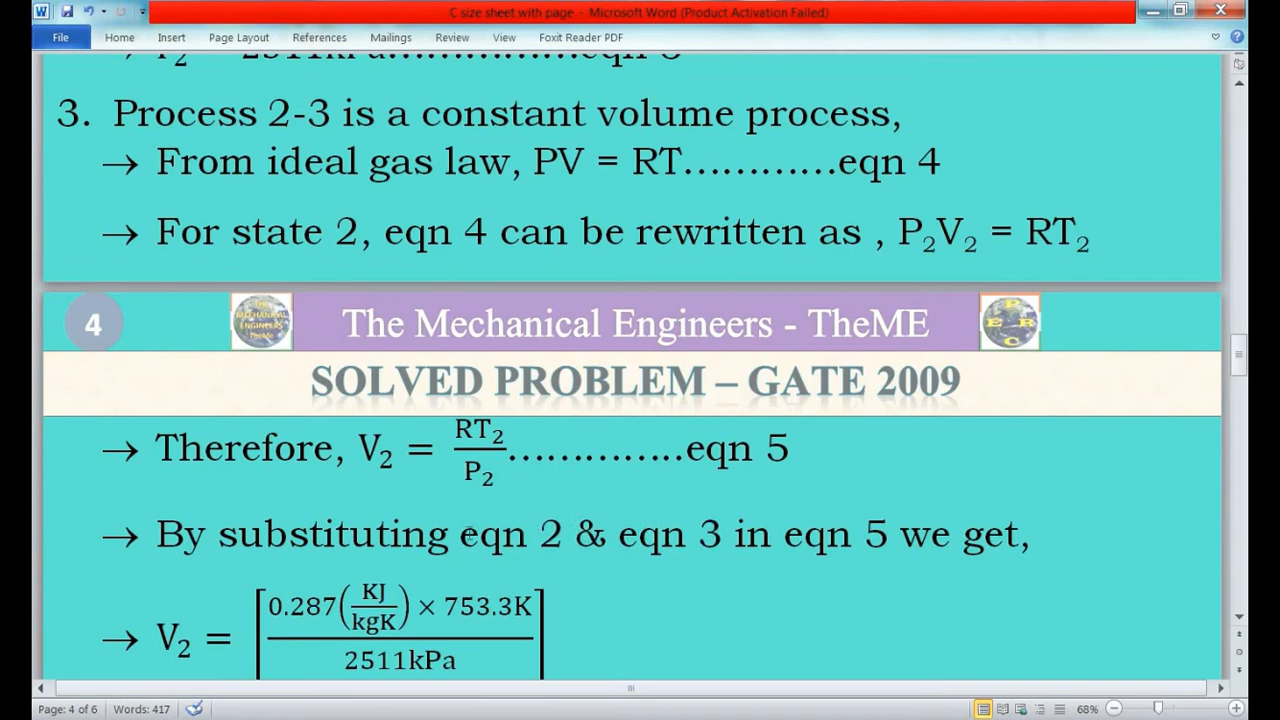 C size sheet with page - Microsoft Word (Product Activation Failed)
File Home Insert Page Layout References Mailings Review View Foxit Reader PDF
3. Process 2-3 is a constant volume process,
→ From ideal gas law, PV = RT…………eqn 4
→ For state 2, eqn 4 can be rewritten as , P₂V₂ = RT₂
4 The Mechanical Engineers - TheME
SOLVED PROBLEM – GATE 2009
→ Therefore, V₂ = RT₂/P₂…………..eqn 5
→ By substituting eqn 2 & eqn 3 in eqn 5 we get,
→ V₂ = [0.287(KJ/kgK) × 753.3K / 2511kPa]
Page: 4 of 6 Words: 417 68%